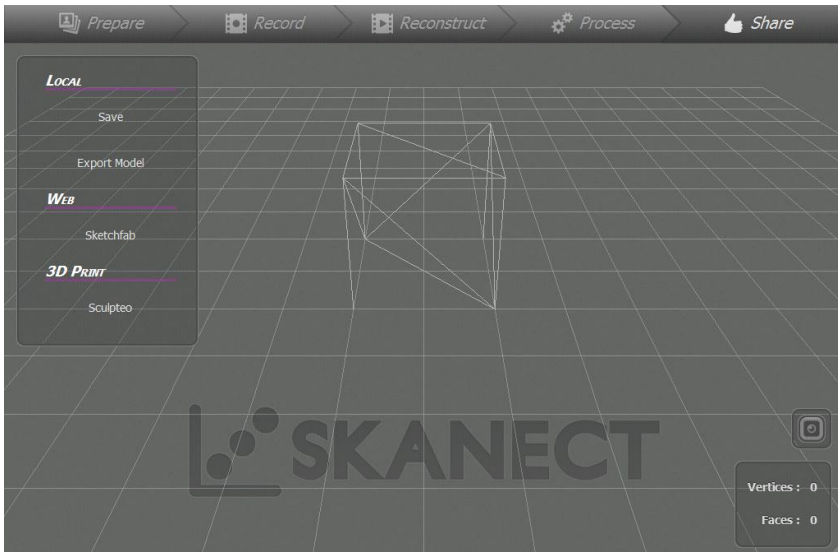 Prepare
Record
Reconstruct
Process
Share
Local
Save
Export Model
Web
Sketchfab
3D Print
Sculpteo
SKANECT
Vertices : 0
Faces : 0